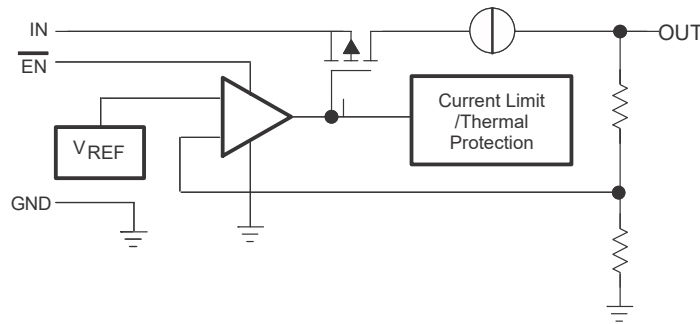 IN
OUT
EN
Current Limit
/Thermal
Protection
VREF
GND